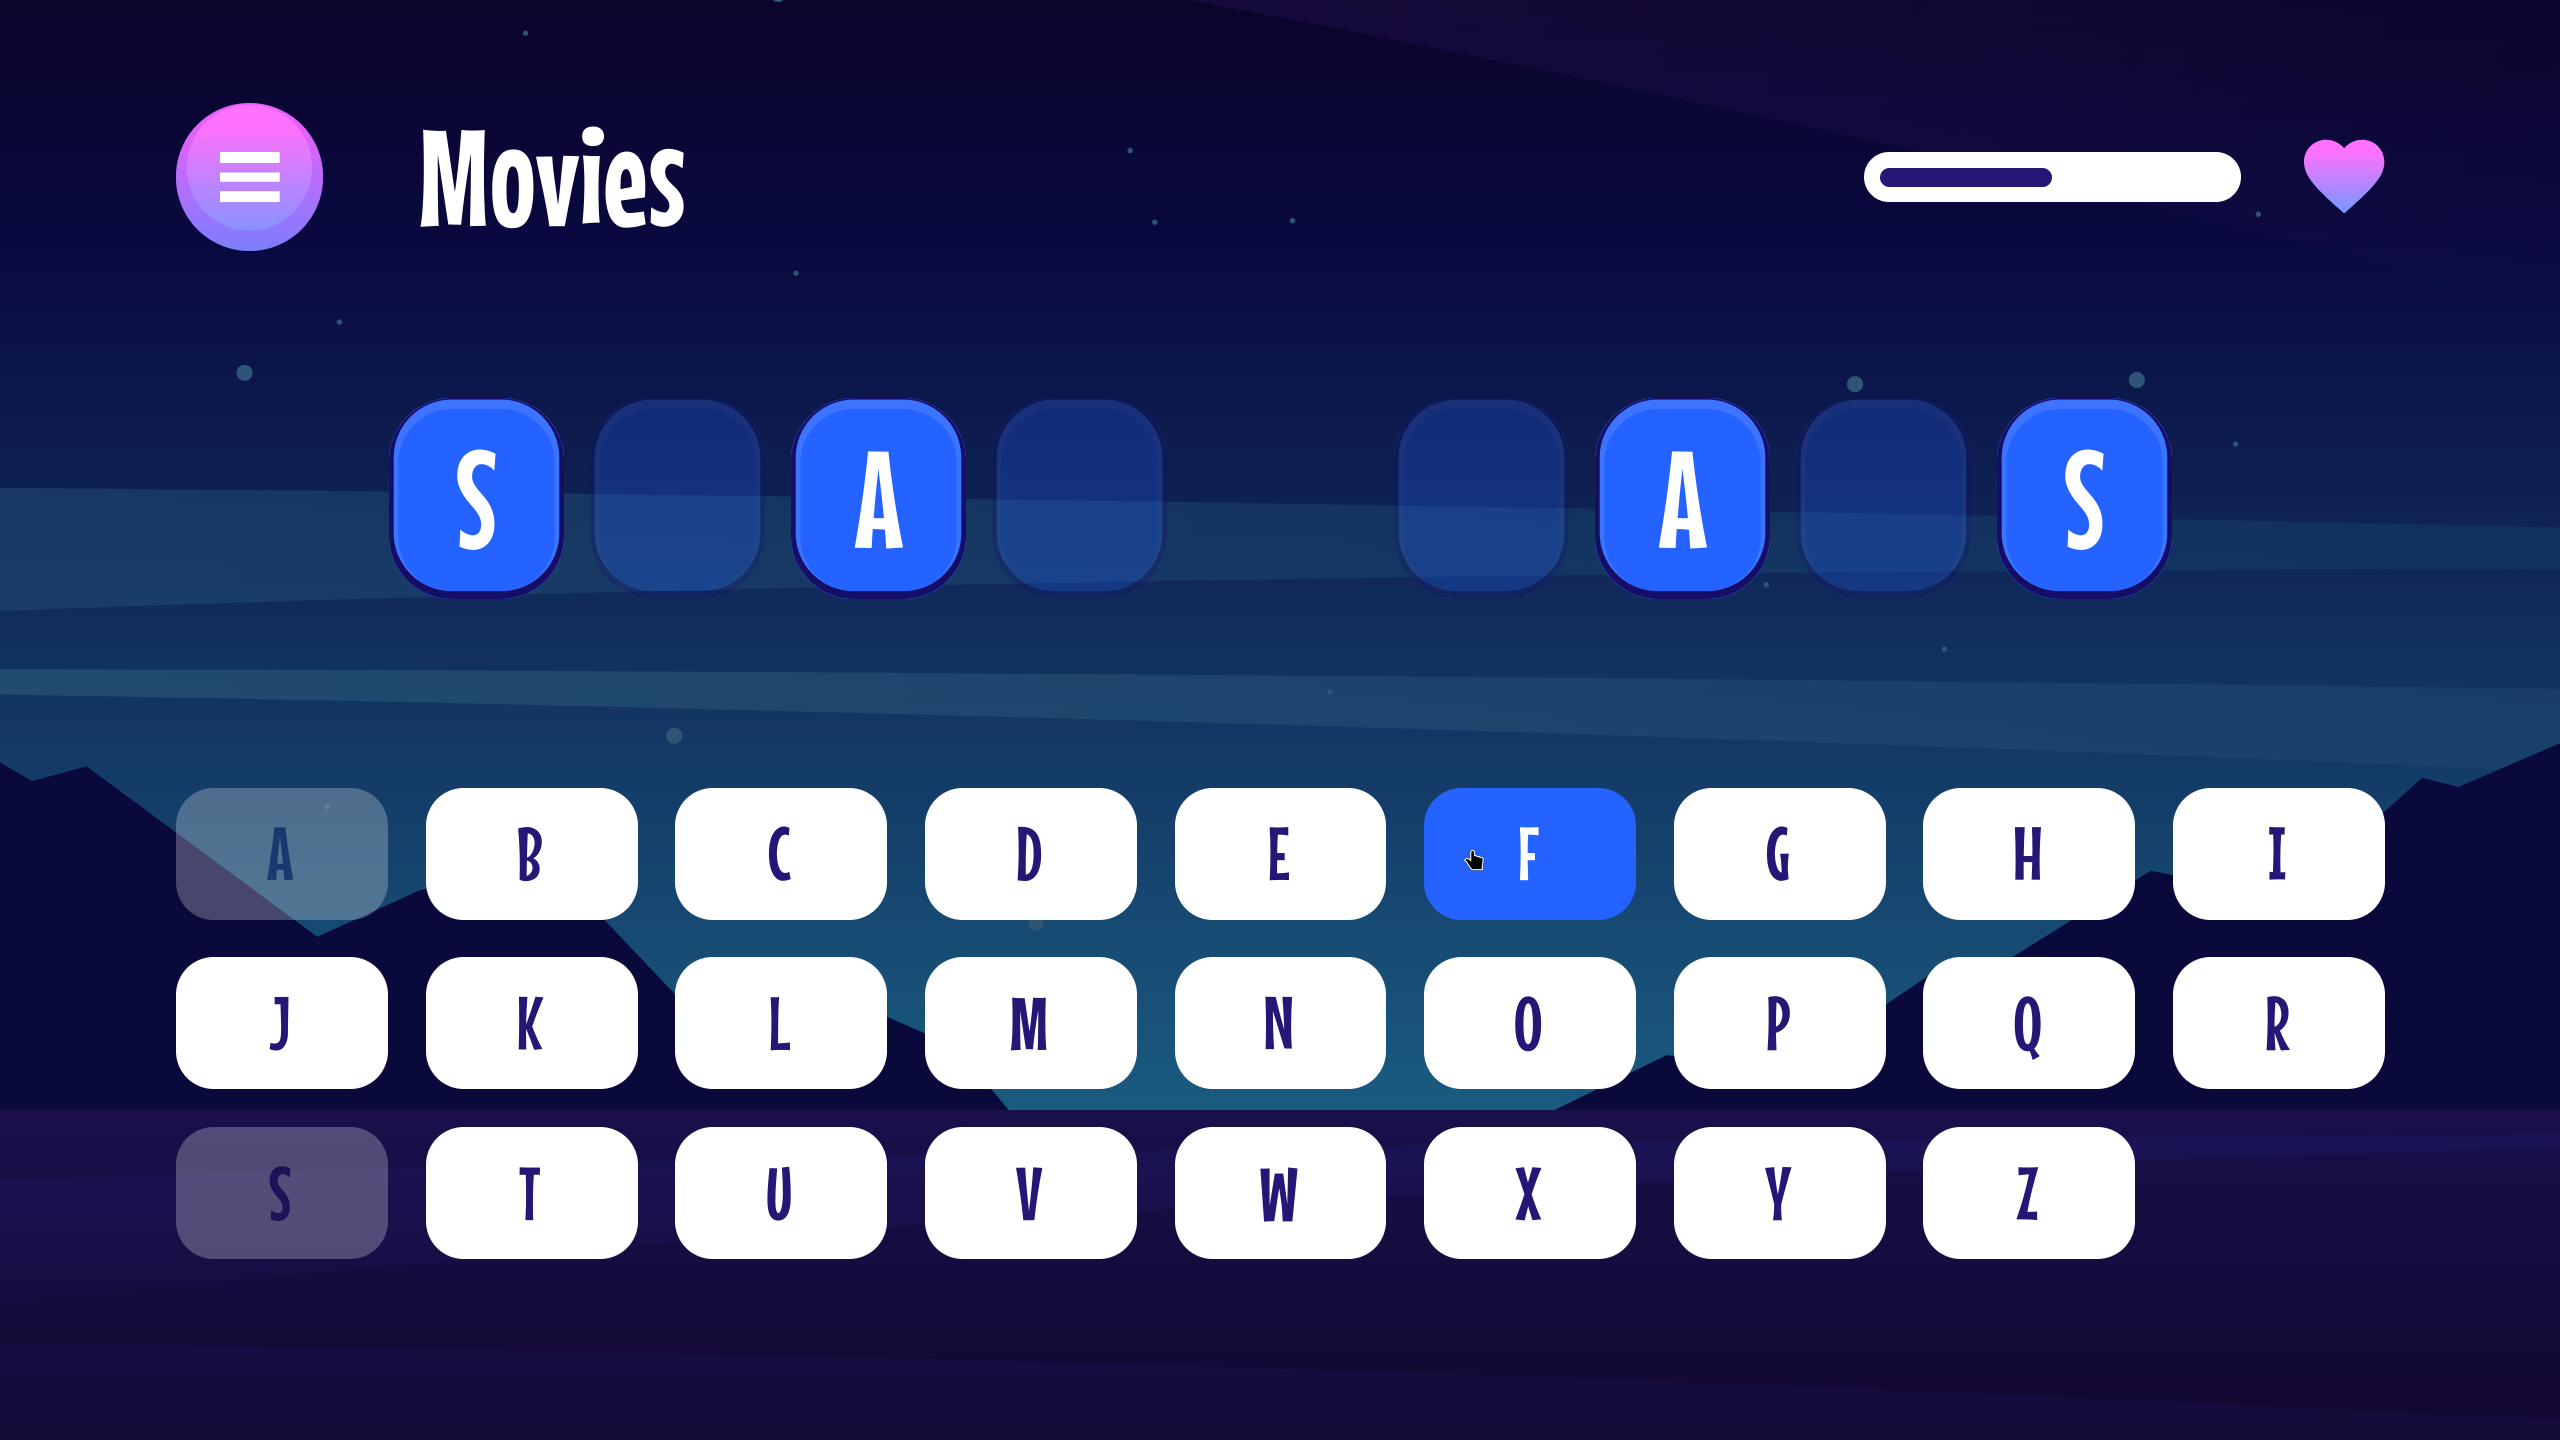 Movies
S A A S
A B C D E F G H I
J K L M N O P Q R
S T U V W X Y Z